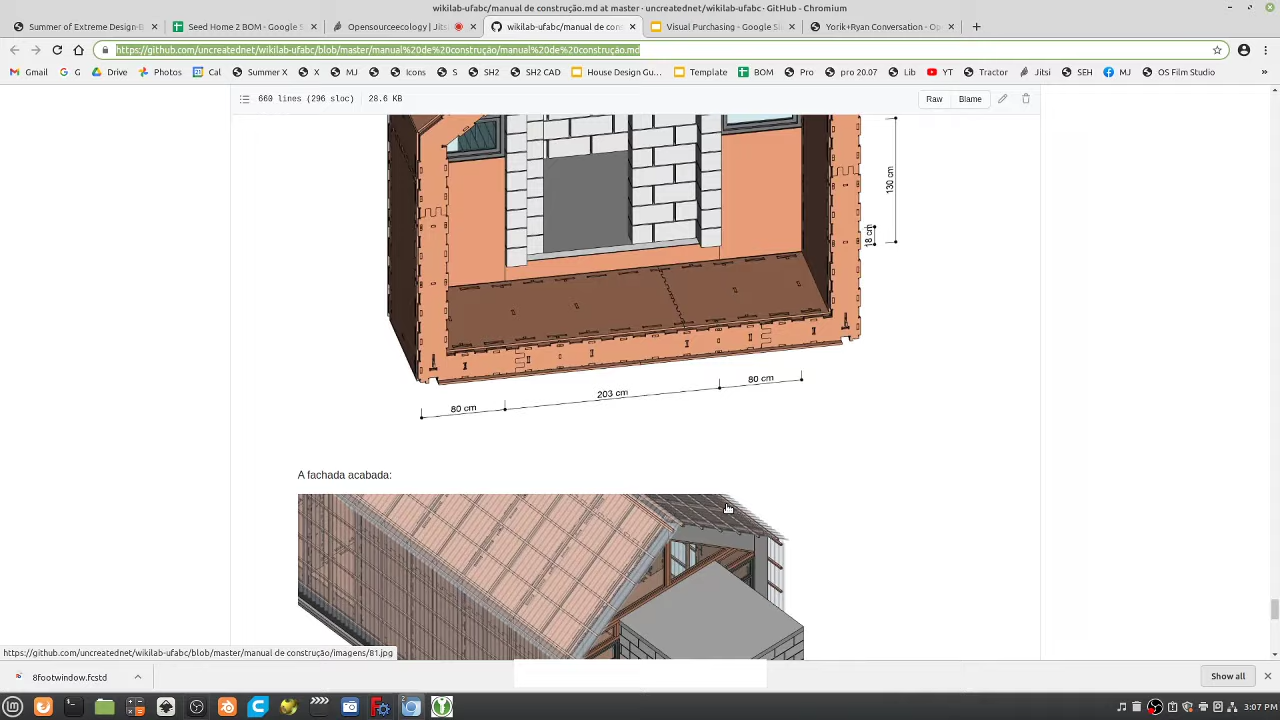 wikilab-ufabc/manual de construção.md at master · uncreatednet/wikilab-ufabc · GitHub - Chromium
Summer of Extreme Design-B
Seed Home 2 BOM - Google S
Opensourceecology | Jits
wikilab-ufabc/manual de con
Visual Purchasing - Google Sli
Yorik+Ryan Conversation - Op
https://github.com/uncreatednet/wikilab-ufabc/blob/master/manual%20de%20construção/manual%20de%20construção.md
Gmail G Drive Photos Cal Summer X X MJ Icons S SH2 SH2 CAD House Design Gu... Template BOM Pro pro 20.07 Lib YT Tractor Jitsi SEH MJ OS Film Studio »
669 lines (296 sloc) 28.6 KB
Raw Blame
130 cm
18 cm
80 cm
203 cm
80 cm
A fachada acabada:
https://github.com/uncreatednet/wikilab-ufabc/blob/master/manual de construção/imagens/81.jpg
8footwindow.fcstd
Show all
3:07 PM